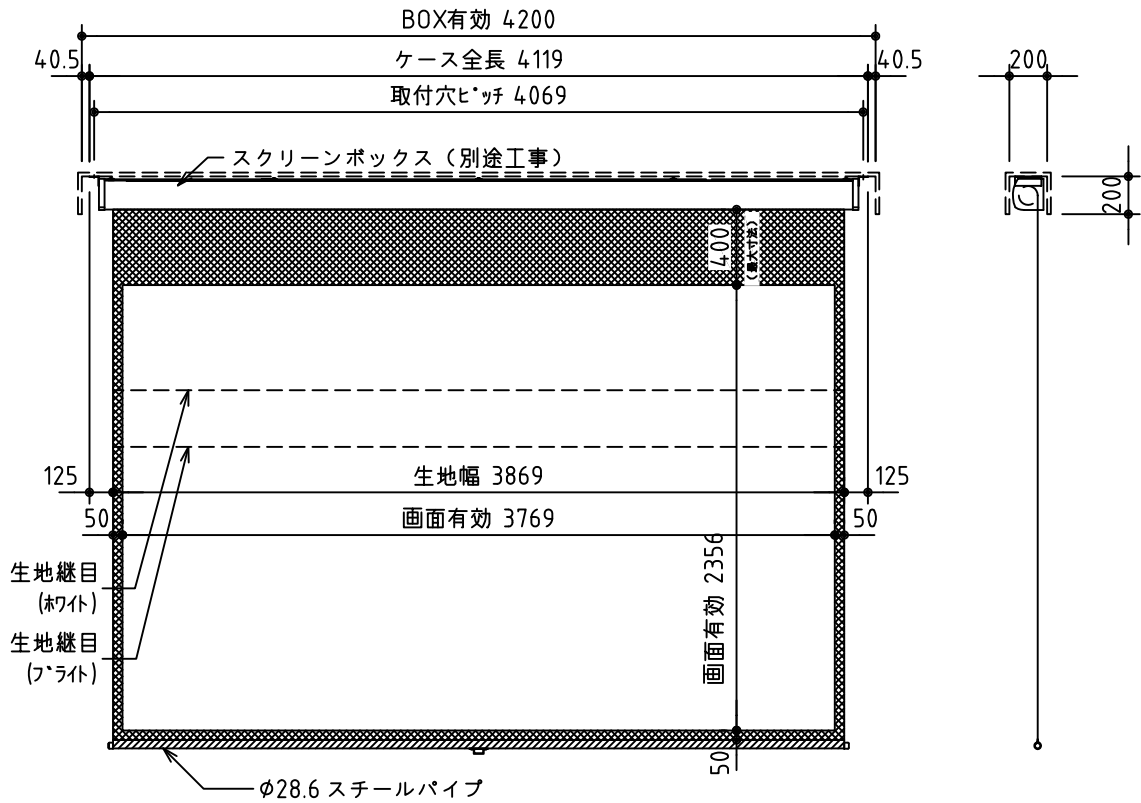 BOX有効 4200
40.5
ケース全長 4119
40.5
200
取付穴ピッチ 4069
スクリーンボックス（別途工事）
200
400
(最大寸法)
125
生地幅 3869
125
50
画面有効 3769
50
画面有効 2356
生地継目
(ホワイト)
生地継目
(ブライト)
50
φ28.6 スチールパイプ